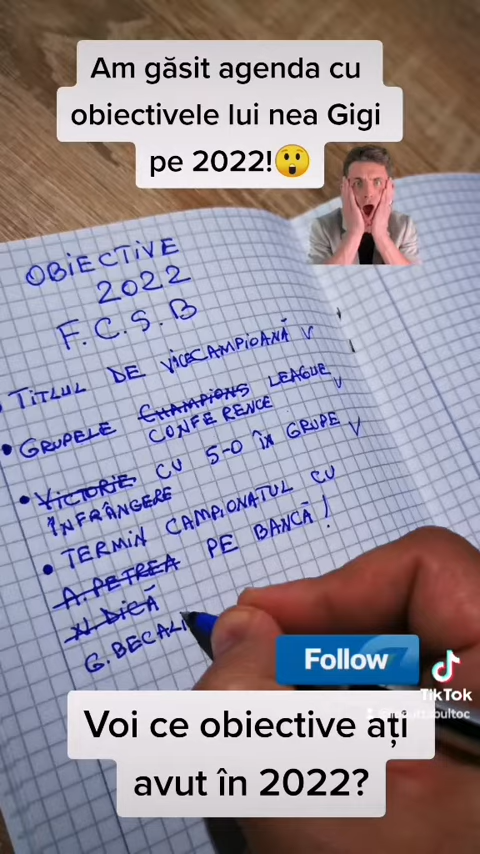 Am găsit agenda cu
obiectivele lui nea Gigi
pe 2022!😲
OBIECTIVE
2022
F.C.S.B
• TITLUL DE VICECAMPIOANĂ V
• GRUPELE CHAMPIONS LEAGUE V
CONFERENCE
• VICTORIE CU 5-0 ÎN GRUPE V
ÎNFRÂNGERE
• TERMIN CAMPIONATUL CU
A. PETREA PE BANCĂ!
N. DICĂ
G. BECALI
Follow
TikTok
Voi ce obiective ați
avut în 2022?